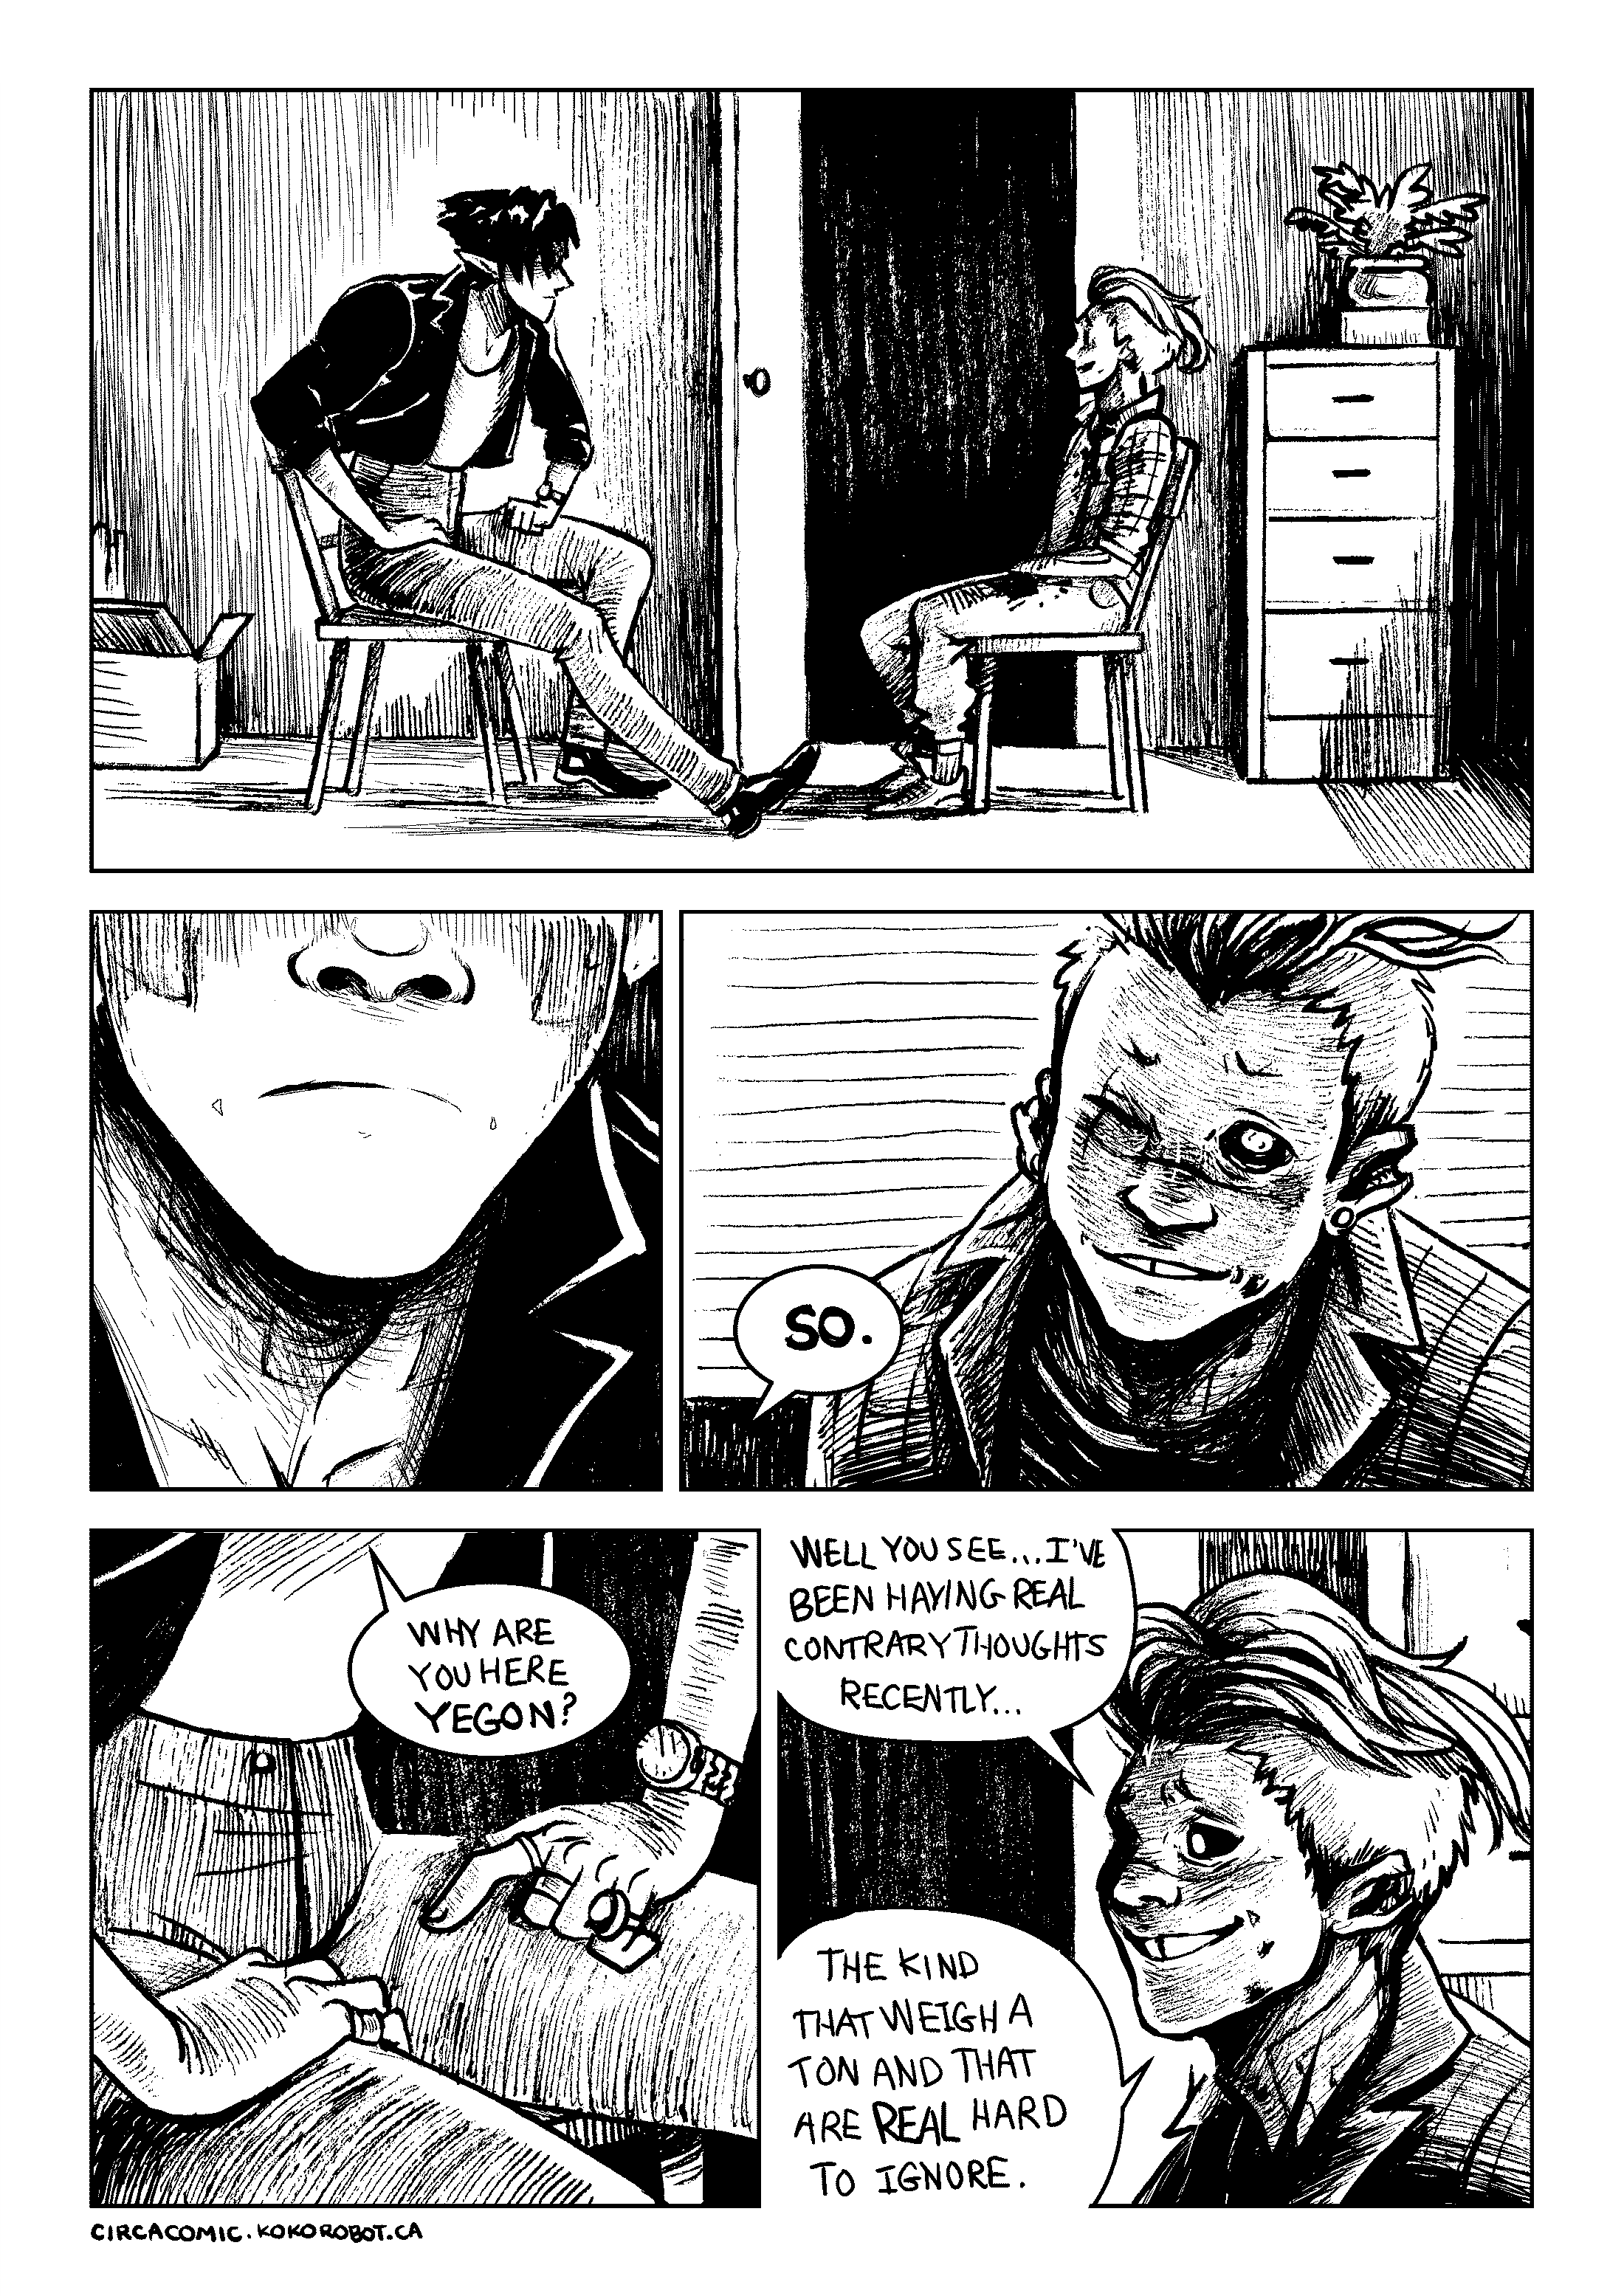 SO.
WHY ARE
YOU HERE
YEGON?
WELL YOU SEE...I'VE
BEEN HAVING REAL
CONTRARY THOUGHTS
RECENTLY...
THE KIND
THAT WEIGH A
TON AND THAT
ARE REAL HARD
TO IGNORE.
CIRCACOMIC.KOKOROBOT.CA